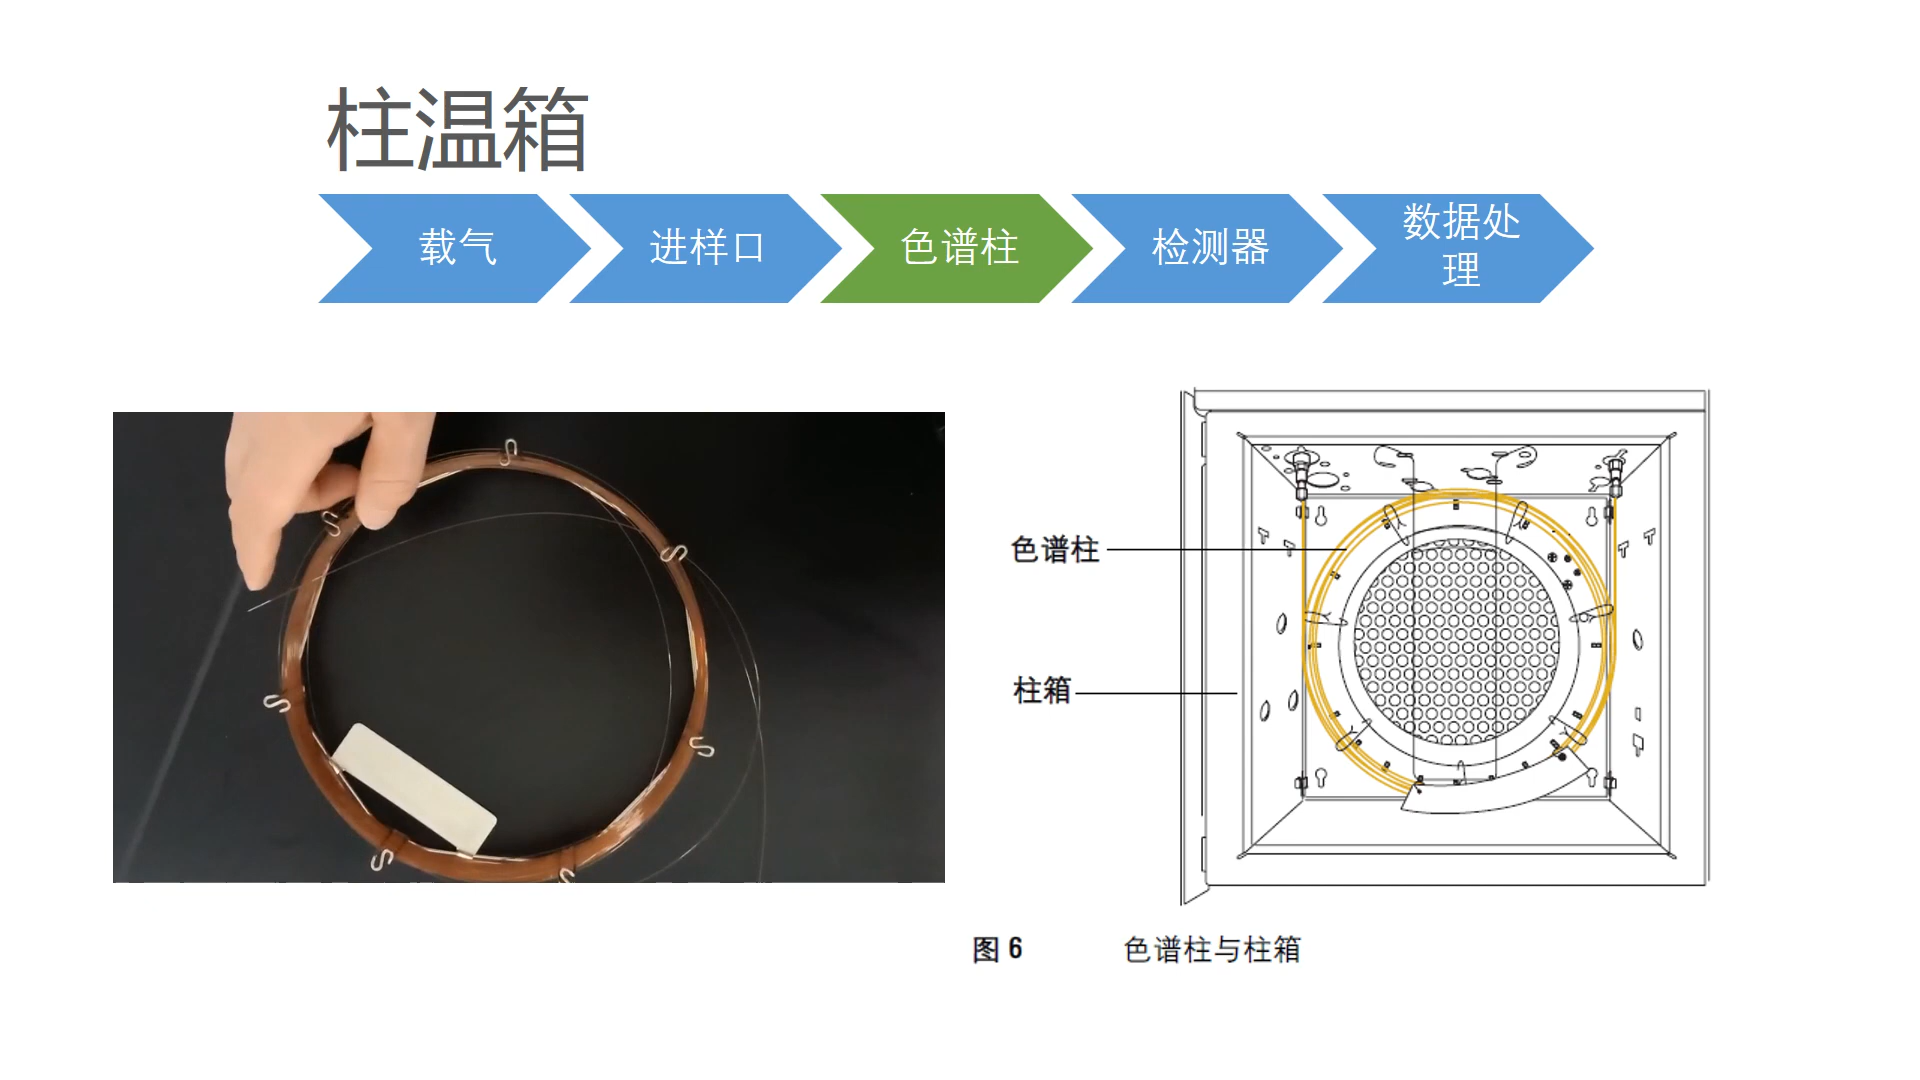 柱温箱
载气
进样口
色谱柱
检测器
数据处
理
色谱柱
柱箱
图 6 色谱柱与柱箱